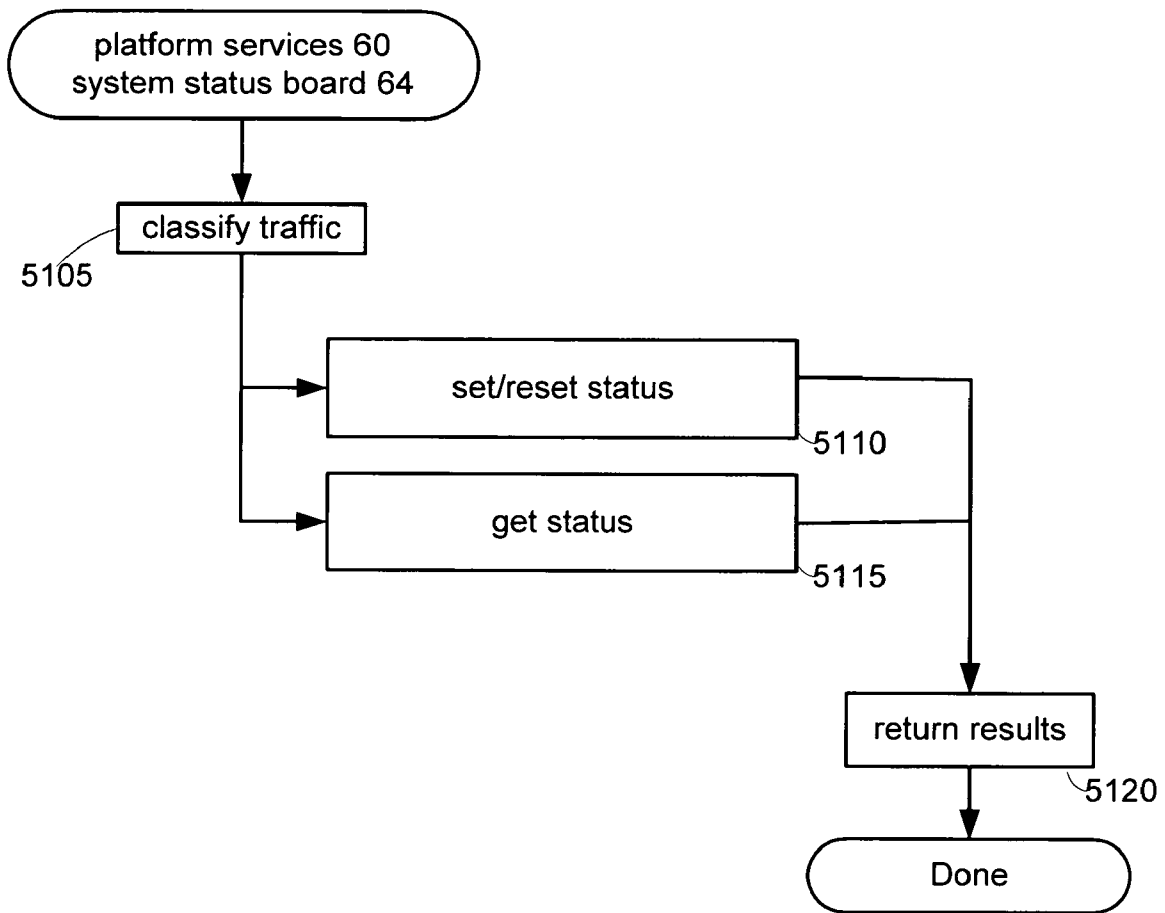 platform services 60
system status board 64
classify traffic
5105
set/reset status
5110
get status
5115
return results
5120
Done